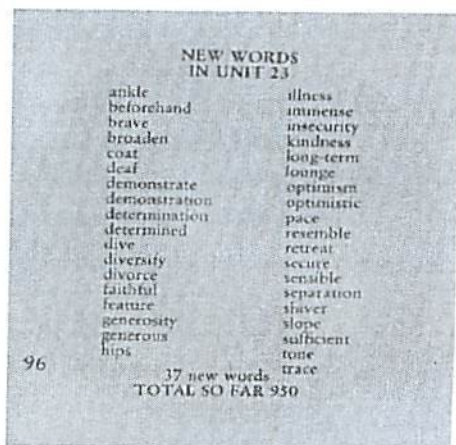 NEW WORDS
IN UNIT 23
ankle
beforehand
brave
broaden
coat
deaf
demonstrate
demonstration
determination
determined
dive
diversify
divorce
faithful
feature
generosity
generous
hips
illness
immense
insecurity
kindness
long-term
lounge
optimism
optimistic
pace
resemble
retreat
secure
sensible
separation
shiver
slope
sufficient
tone
trace
37 new words
TOTAL SO FAR 950
96